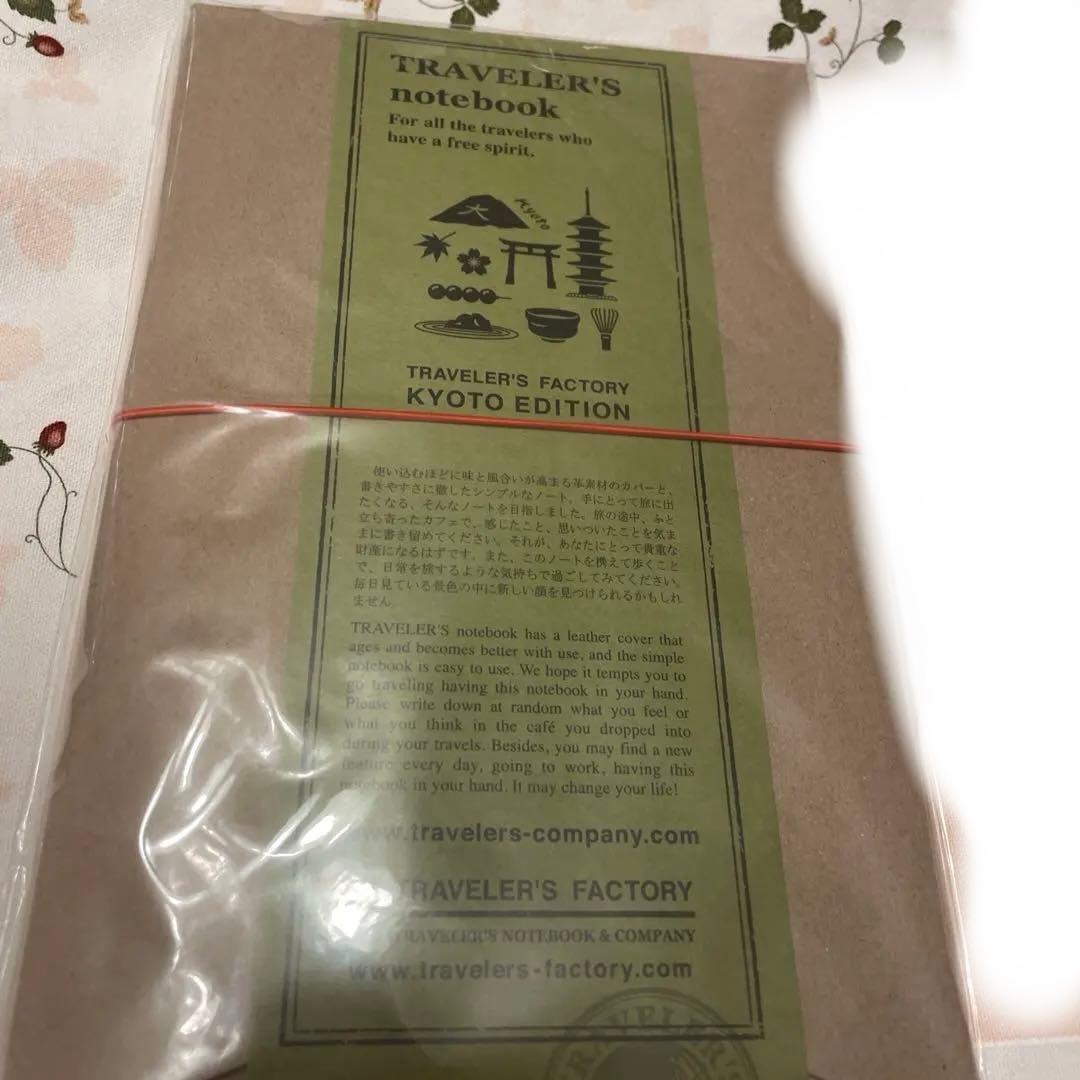 TRAVELER'S
notebook
For all the travelers who
have a free spirit.
大
Kyoto
TRAVELER'S FACTORY
KYOTO EDITION
使い込むほどに味と風合いが高まる革素材のカバーと、
書きやすさに徹したシンプルなノート。手にとって旅に出
たくなる、そんなノートを目指しました。旅の途中、ふと
立ち寄ったカフェで、感じたこと、思いついたことを気ま
まに書き留めてください。それが、あなたにとって貴重な
財産になるはずです。また、このノートを携えて歩くこと
で、日常を旅するような気持ちで過ごしてみてください。
毎日見ている景色の中に新しい顔を見つけられるかもしれ
ません。
TRAVELER'S notebook has a leather cover that
ages and becomes better with use, and the simple
notebook is easy to use. We hope it tempts you to
go traveling having this notebook in your hand.
Please write down at random what you feel or
what you think in the café you dropped into
during your travels. Besides, you may find a new
feature every day, going to work, having this
notebook in your hand. It may change your life!
www.travelers-company.com
TRAVELER'S FACTORY
TRAVELER'S NOTEBOOK & COMPANY
www.travelers-factory.com
TRAVELER'S